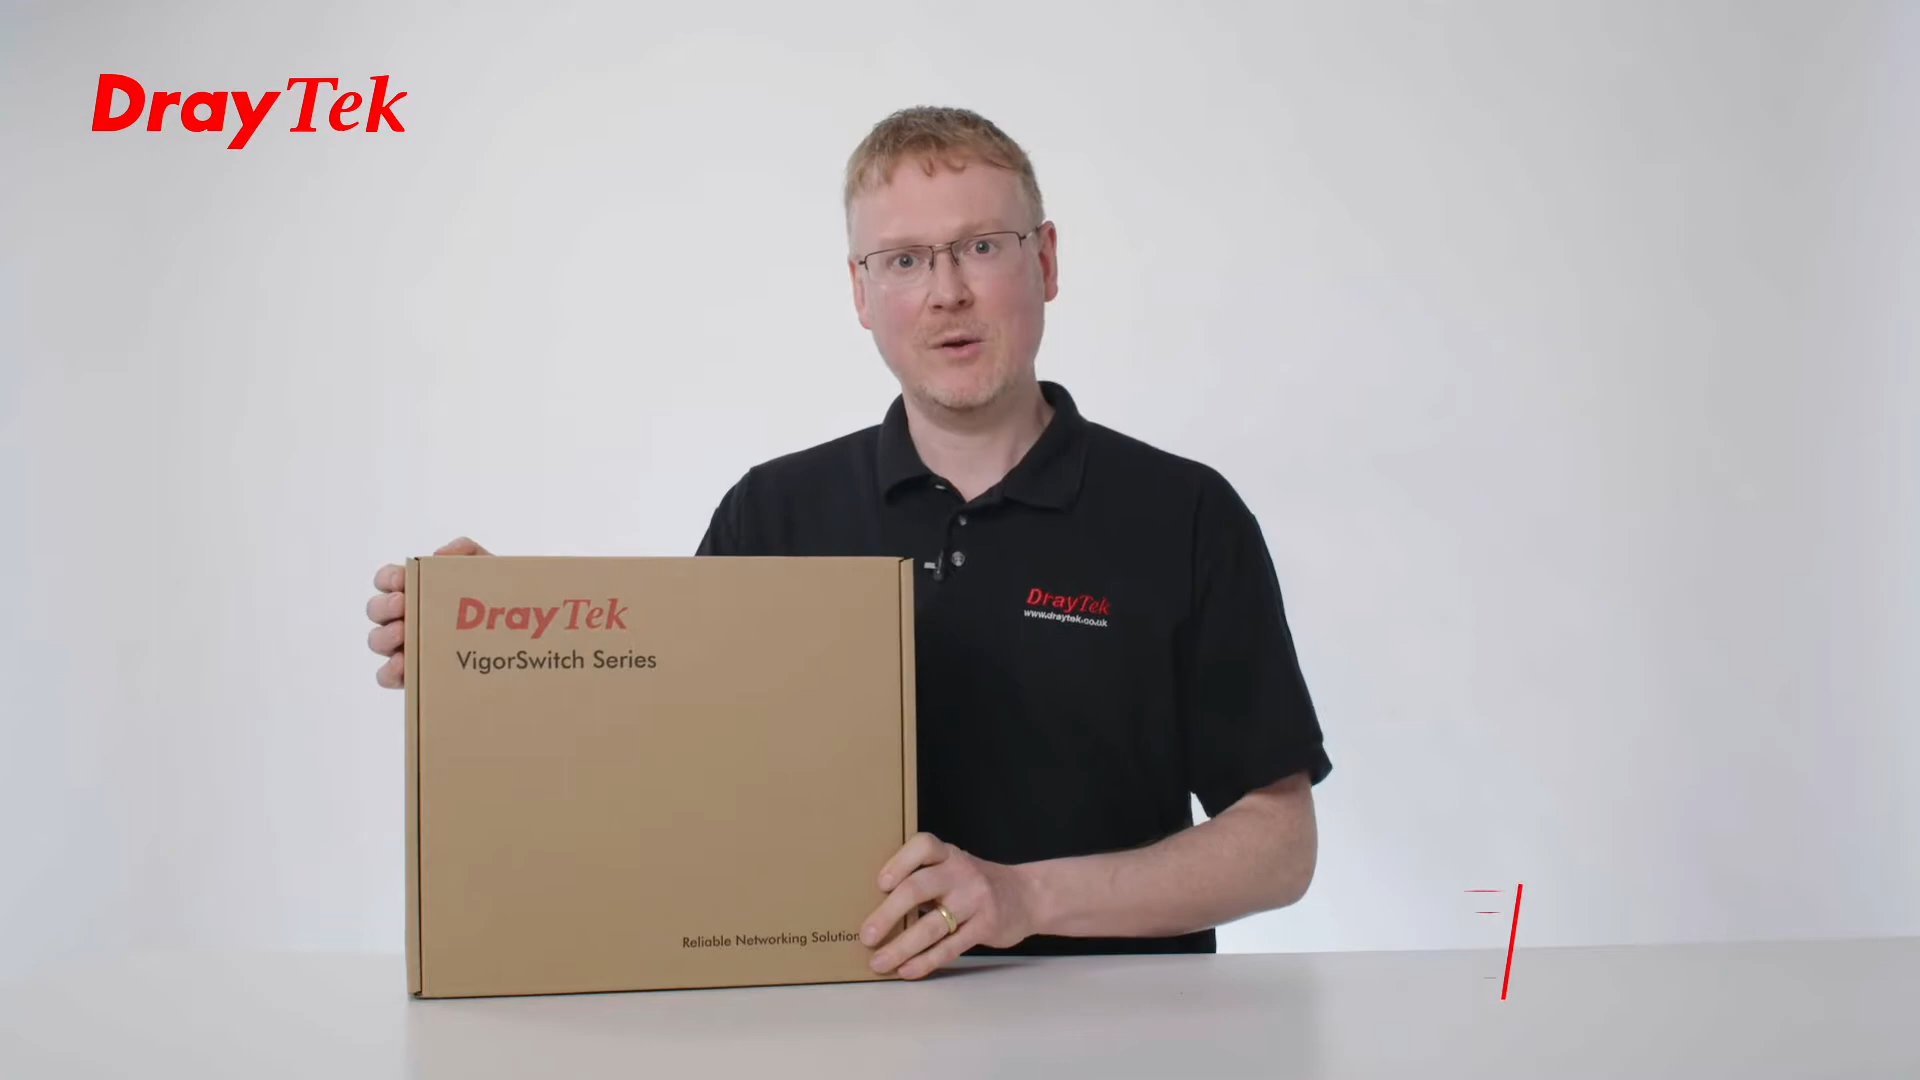 DrayTek
DrayTek
VigorSwitch Series
DrayTek
www.draytek.co.uk
Reliable Networking Solution